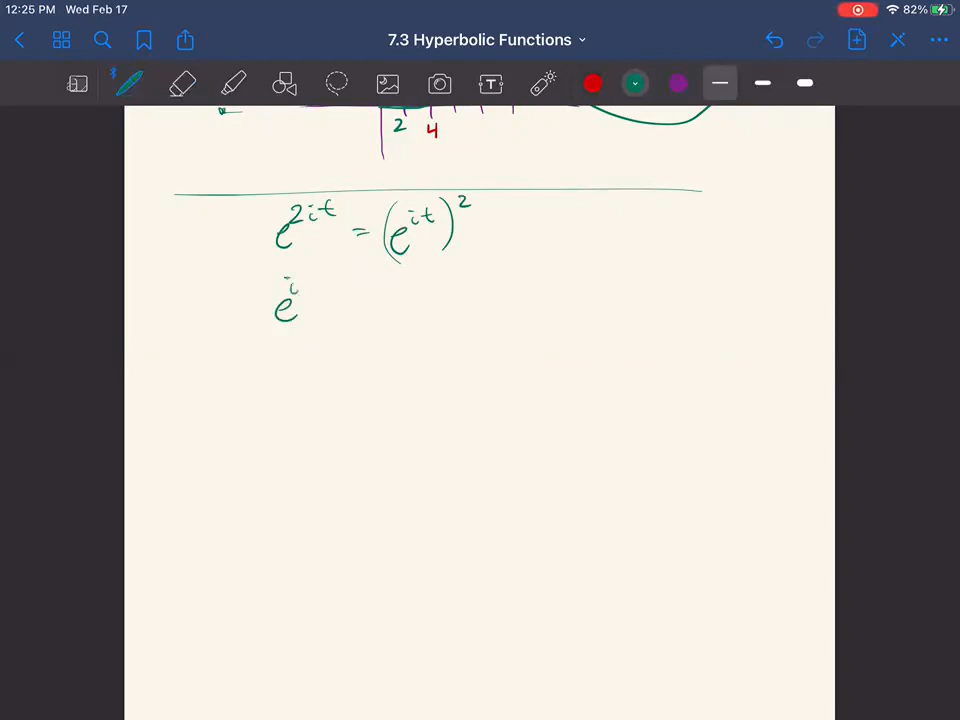 12:25 PM Wed Feb 17
82%
7.3 Hyperbolic Functions
T
2 4
e^{2it} = (e^{it})^2
e^i